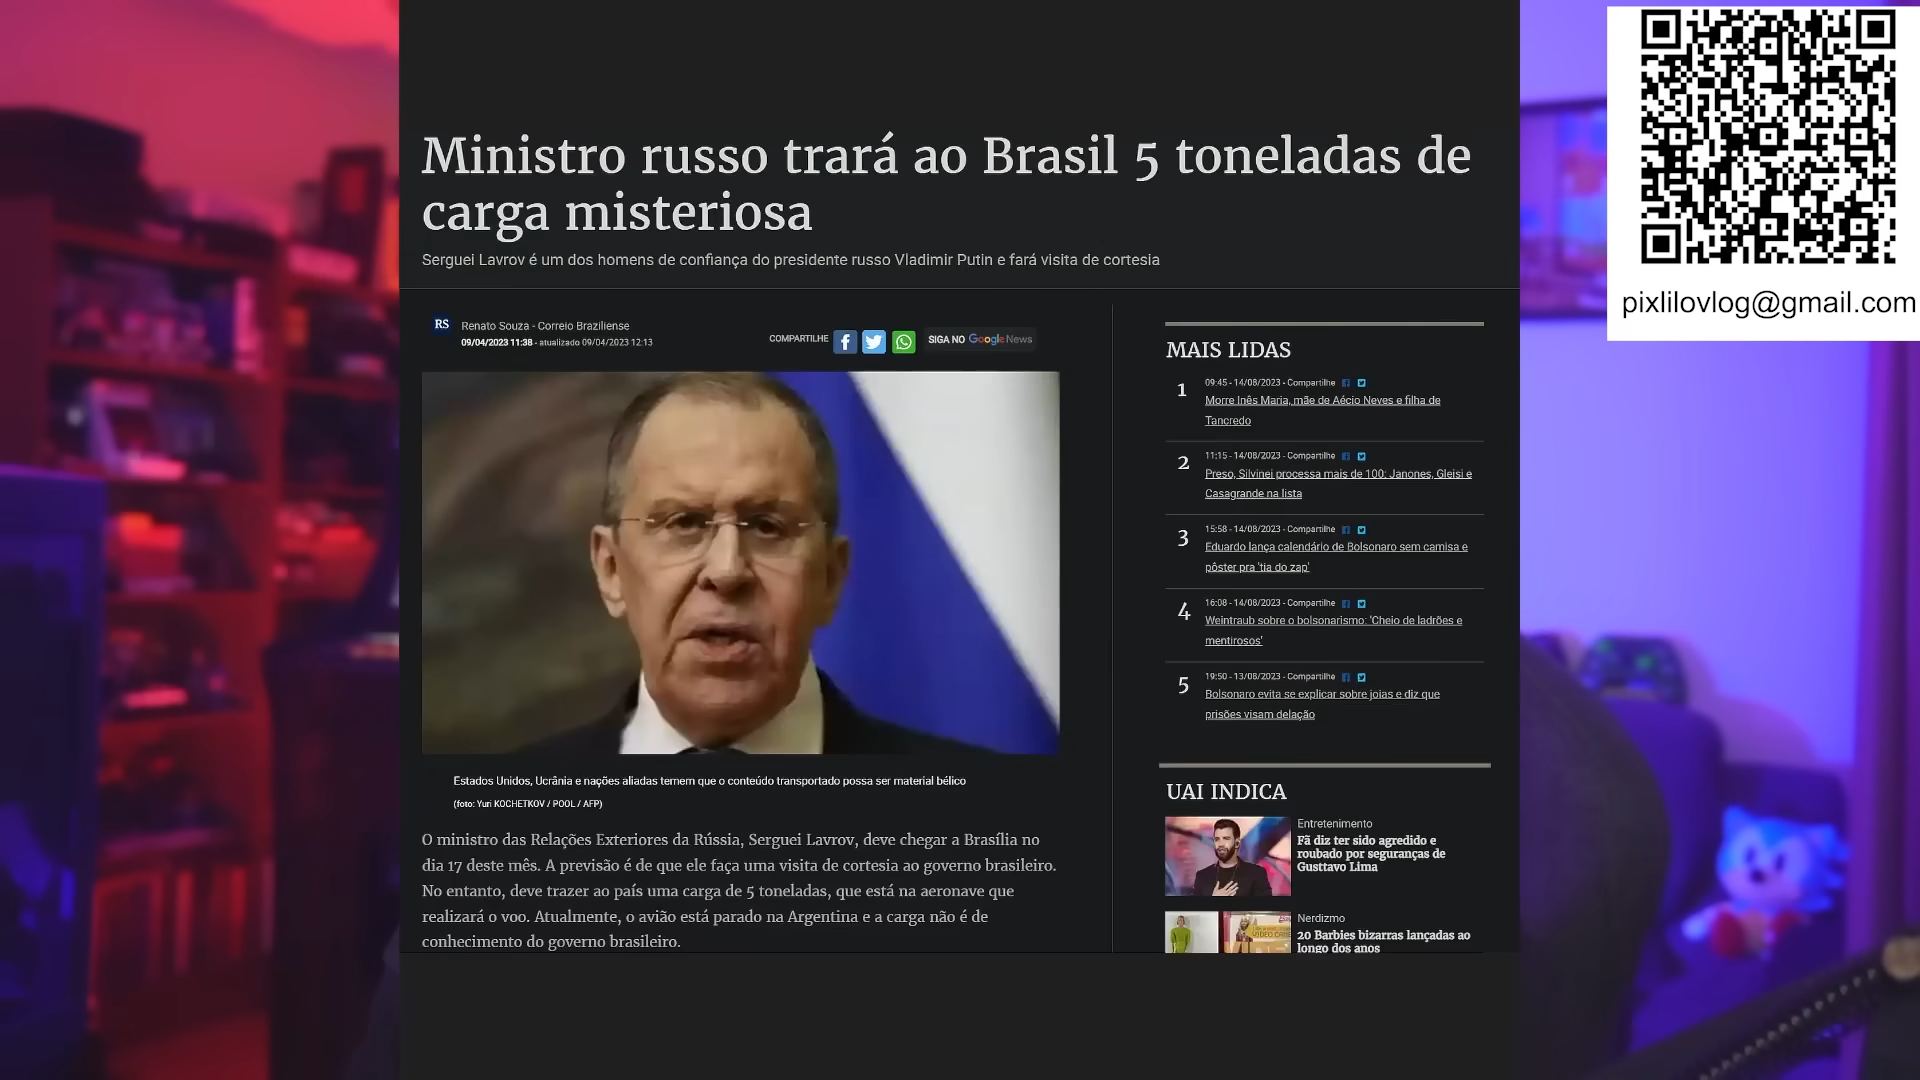 Ministro russo trará ao Brasil 5 toneladas de
carga misteriosa
Serguei Lavrov é um dos homens de confiança do presidente russo Vladimir Putin e fará visita de cortesia
RS
Renato Souza - Correio Braziliense
09/04/2023 11:38 - atualizado 09/04/2023 12:13
COMPARTILHE
SIGA NO Google News
Estados Unidos, Ucrânia e nações aliadas temem que o conteúdo transportado possa ser material bélico
(foto: Yuri KOCHETKOV / POOL / AFP)
O ministro das Relações Exteriores da Rússia, Serguei Lavrov, deve chegar a Brasília no
dia 17 deste mês. A previsão é de que ele faça uma visita de cortesia ao governo brasileiro.
No entanto, deve trazer ao país uma carga de 5 toneladas, que está na aeronave que
realizará o voo. Atualmente, o avião está parado na Argentina e a carga não é de
conhecimento do governo brasileiro.
MAIS LIDAS
1
09:45 - 14/08/2023 - Compartilhe
Morre Inês Maria, mãe de Aécio Neves e filha de
Tancredo
2
11:15 - 14/08/2023 - Compartilhe
Preso, Silvinei processa mais de 100: Janones, Gleisi e
Casagrande na lista
3
15:58 - 14/08/2023 - Compartilhe
Eduardo lança calendário de Bolsonaro sem camisa e
pôster pra 'tia do zap'
4
16:08 - 14/08/2023 - Compartilhe
Weintraub sobre o bolsonarismo: 'Cheio de ladrões e
mentirosos'
5
19:50 - 13/08/2023 - Compartilhe
Bolsonaro evita se explicar sobre joias e diz que
prisões visam delação
UAI INDICA
Entretenimento
Fã diz ter sido agredido e
roubado por seguranças de
Gusttavo Lima
Nerdizmo
20 Barbies bizarras lançadas ao
longo dos anos
pixlilovlog@gmail.com